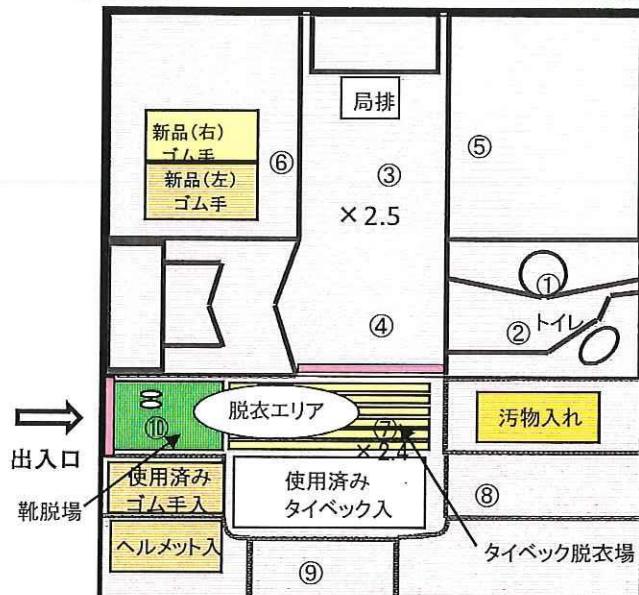 局排
新品(右)
ゴム手
新品(左)
ゴム手
⑥
③
⑤
×2.5
①
④
②
トイレ
出入口
⑩
脱衣エリア
⑦
×2.4
汚物入れ
使用済み
ゴム手入
使用済み
タイベック入
⑧
靴脱場
ヘルメット入
⑨
タイベック脱衣場